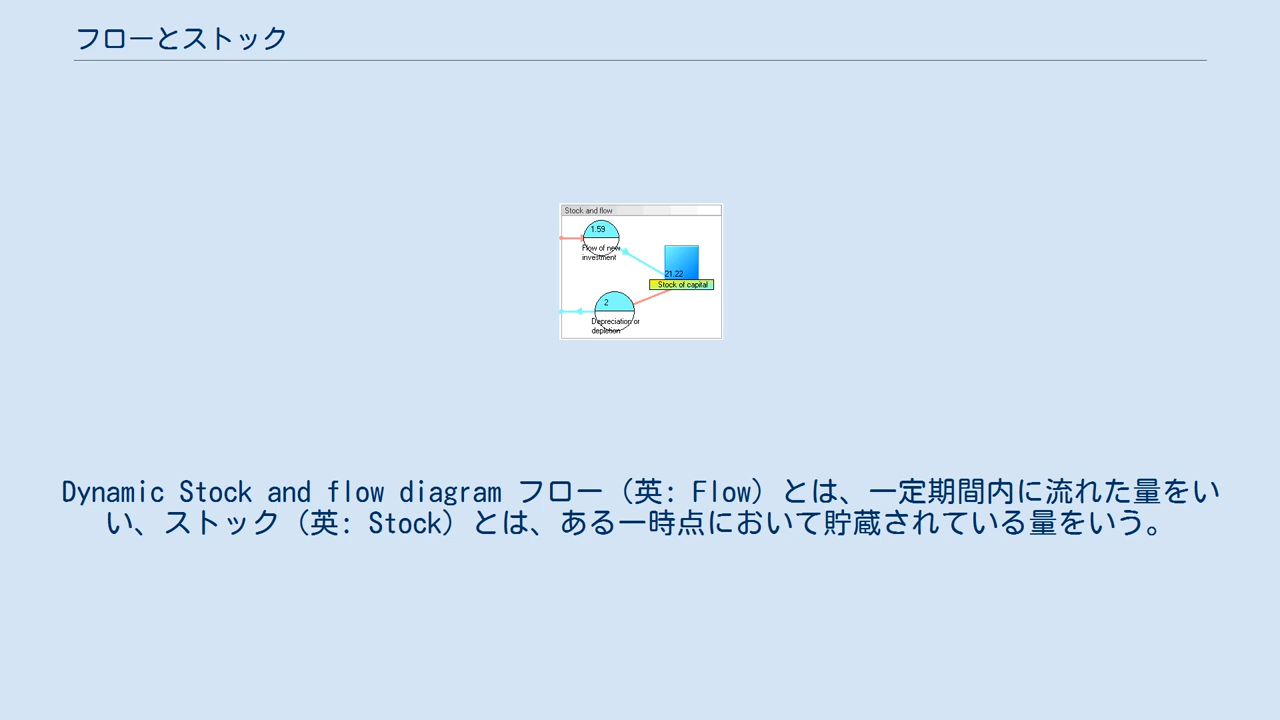 フローとストック
Stock and flow
1.59
Flow of new
investment
21.22
Stock of capital
2
Depreciation or
depletion
Dynamic Stock and flow diagram フロー（英: Flow）とは、一定期間内に流れた量をい
い、ストック（英: Stock）とは、ある一時点において貯蔵されている量をいう。